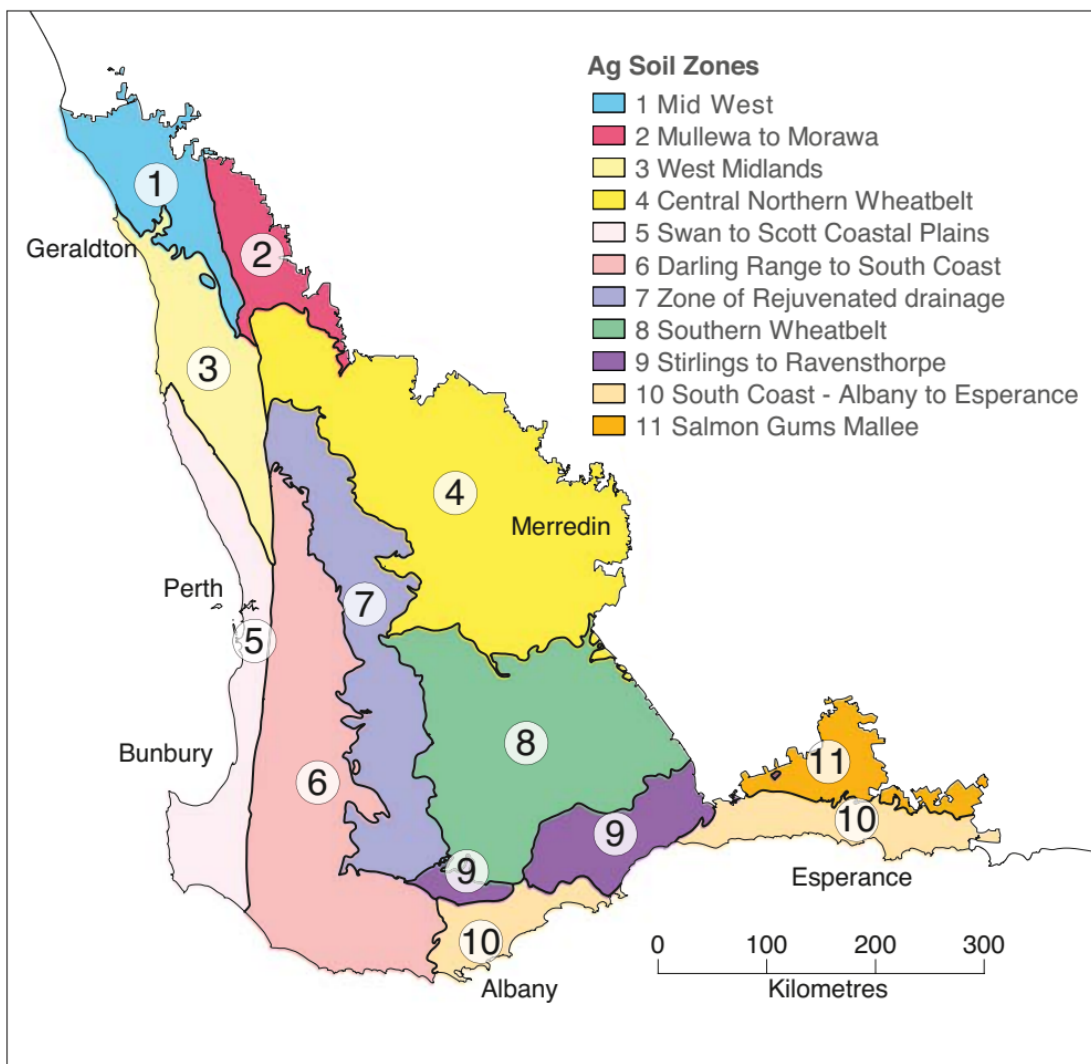 Ag Soil Zones
1 Mid West
2 Mullewa to Morawa
3 West Midlands
4 Central Northern Wheatbelt
5 Swan to Scott Coastal Plains
6 Darling Range to South Coast
7 Zone of Rejuvenated drainage
8 Southern Wheatbelt
9 Stirlings to Ravensthorpe
10 South Coast - Albany to Esperance
11 Salmon Gums Mallee
1
Geraldton
2
3
4
Merredin
Perth
7
5
Bunbury
8
6
11
9
10
9
Esperance
10
Albany
0 100 200 300
Kilometres